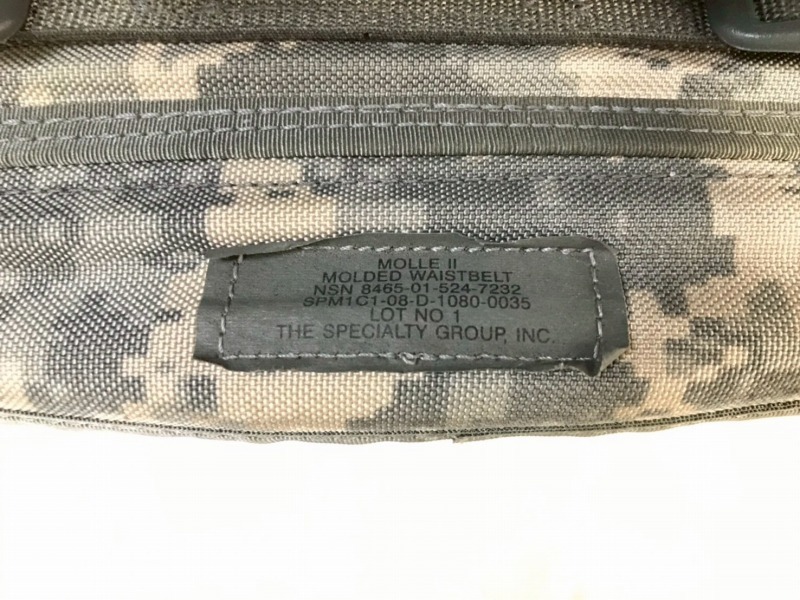 MOLLE II
MOLDED WAISTBELT
NSN 8465-01-524-7232
SPM1C1-08-D-1080-0035
LOT NO 1
THE SPECIALTY GROUP, INC.